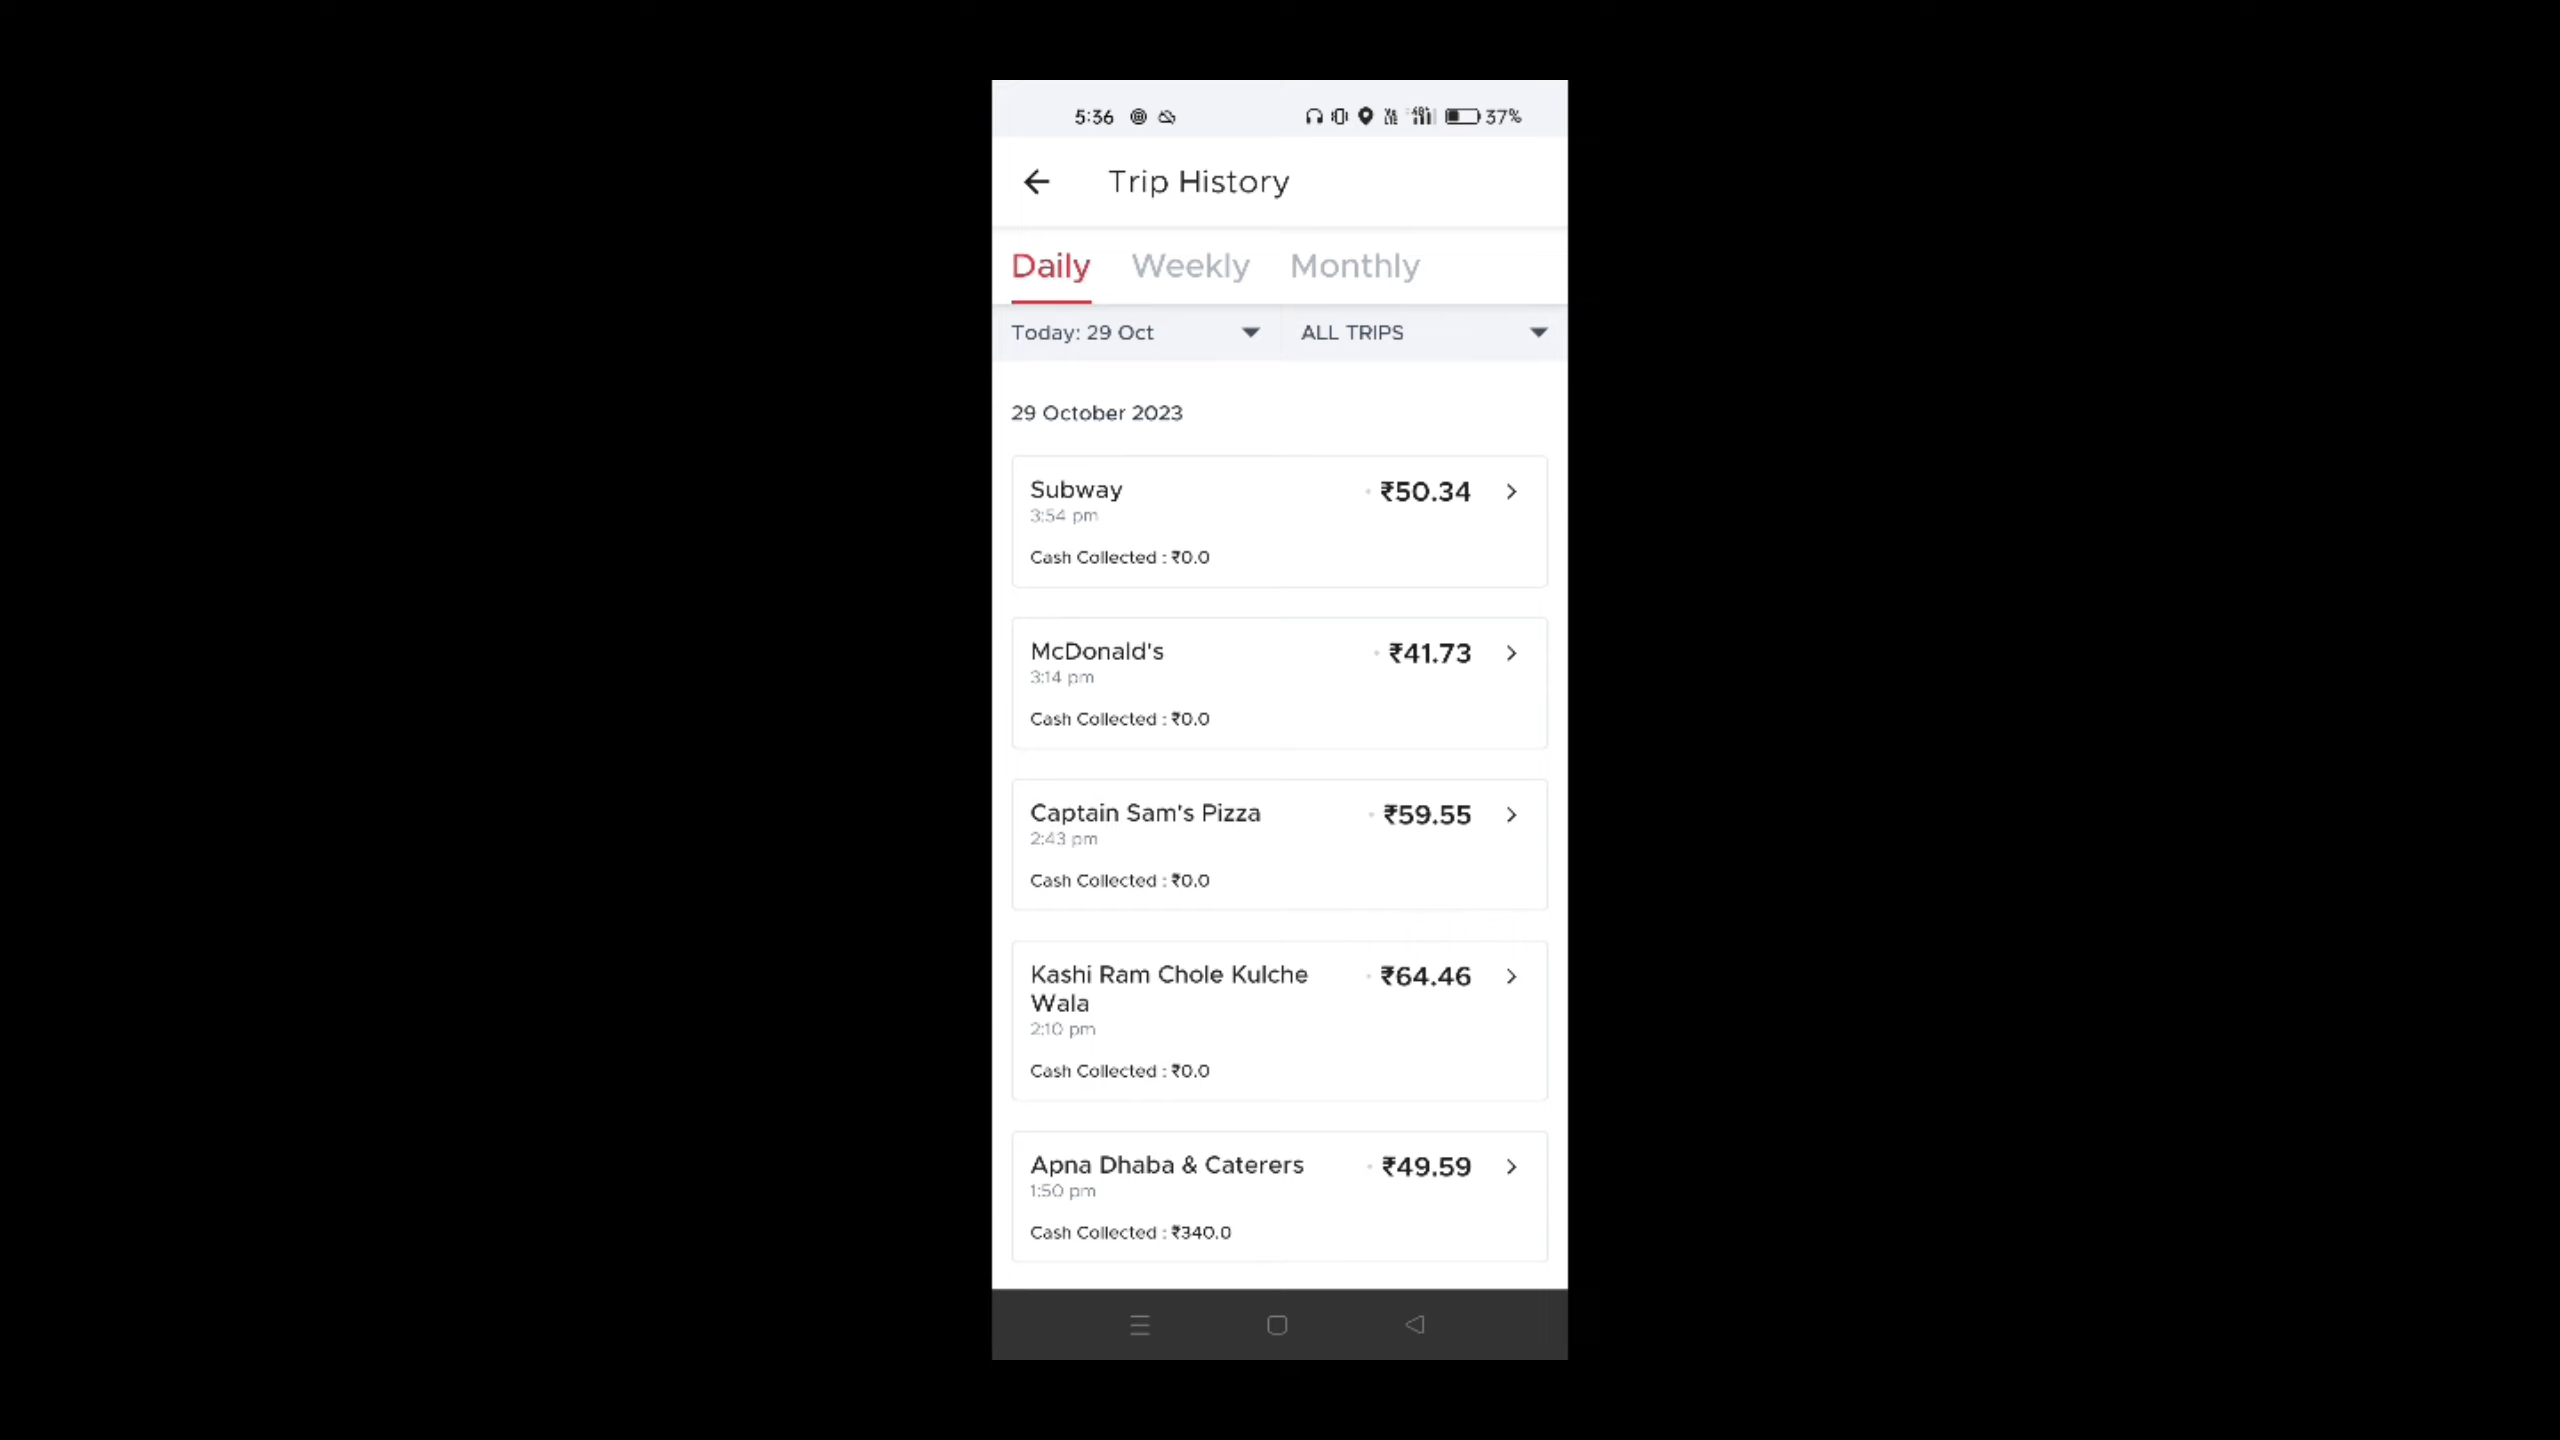 5:36
37%
Trip History
Daily Weekly Monthly
Today: 29 Oct ALL TRIPS
29 October 2023
Subway ₹50.34
3:54 pm
Cash Collected : ₹0.0
McDonald's ₹41.73
3:14 pm
Cash Collected : ₹0.0
Captain Sam's Pizza ₹59.55
2:43 pm
Cash Collected : ₹0.0
Kashi Ram Chole Kulche ₹64.46
Wala
2:10 pm
Cash Collected : ₹0.0
Apna Dhaba & Caterers ₹49.59
1:50 pm
Cash Collected : ₹340.0